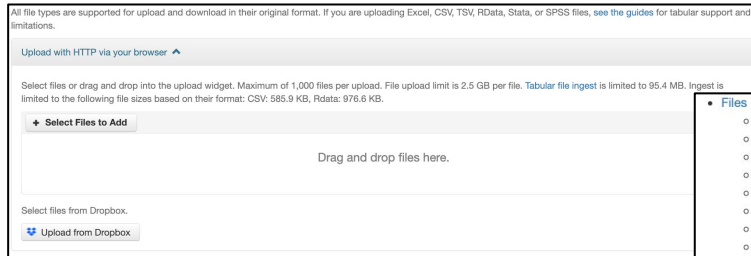 All file types are supported for upload and download in their original format. If you are uploading Excel, CSV, TSV, RData, Stata, or SPSS files, see the guides for tabular support and
limitations.
Upload with HTTP via your browser
Select files or drag and drop into the upload widget. Maximum of 1,000 files per upload. File upload limit is 2.5 GB per file. Tabular file ingest is limited to 95.4 MB. Ingest is
limited to the following file sizes based on their format: CSV: 585.9 KB, Rdata: 976.6 KB.
• Files
+ Select Files to Add
Drag and drop files here.
Select files from Dropbox.
Upload from Dropbox